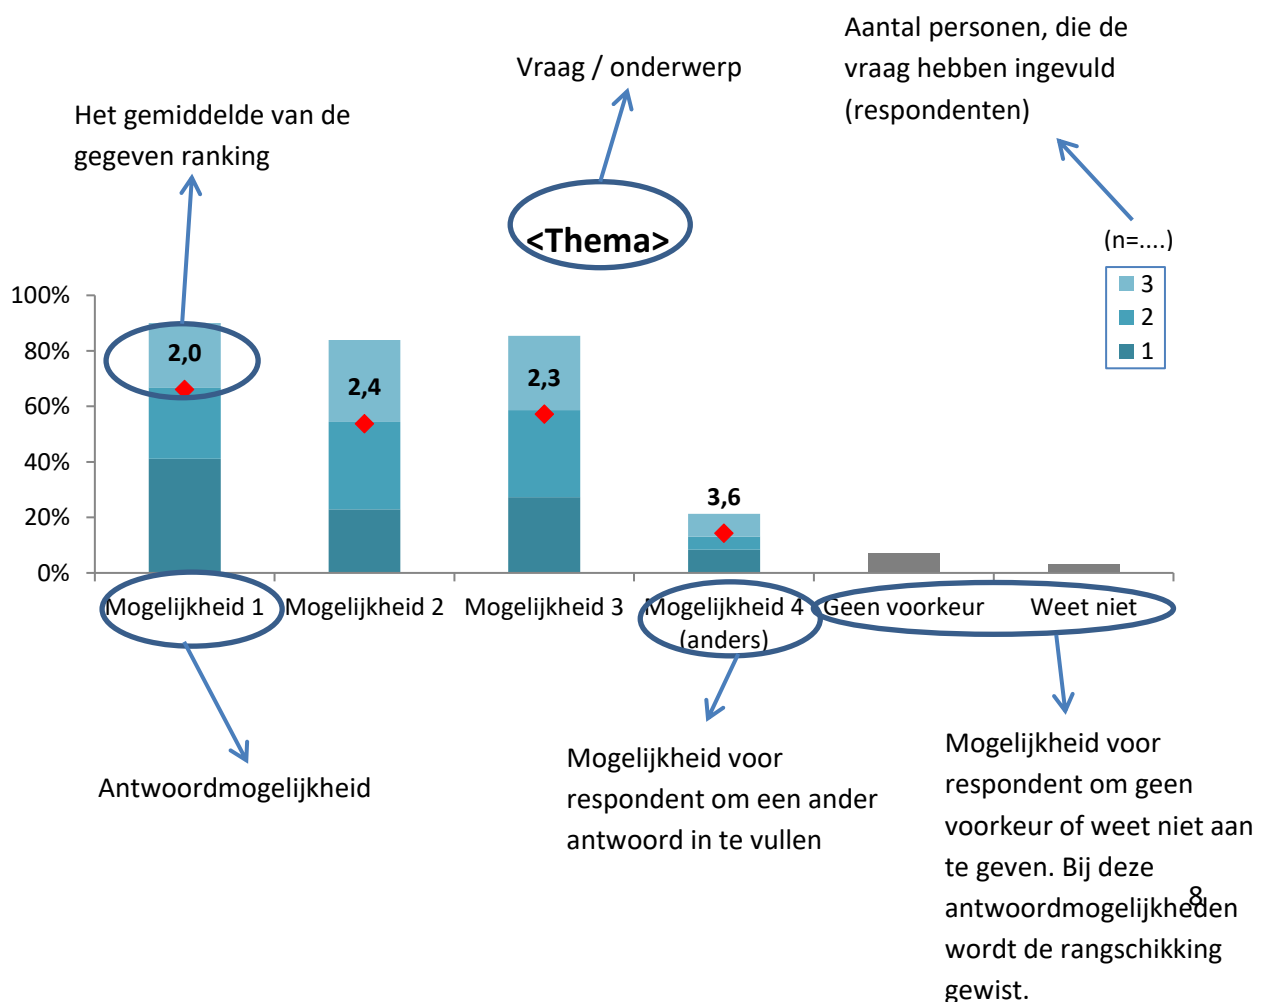 Aantal personen, die de
vraag hebben ingevuld
(respondenten)
Vraag / onderwerp
Het gemiddelde van de
gegeven ranking
<Thema>
(n=....)
3
2
1
100%
80%
60%
40%
20%
0%
2,0
2,4
2,3
3,6
Mogelijkheid 1
Mogelijkheid 2
Mogelijkheid 3
Mogelijkheid 4
(anders)
Geen voorkeur
Weet niet
Antwoordmogelijkheid
Mogelijkheid voor
respondent om een ander
antwoord in te vullen
Mogelijkheid voor
respondent om geen
voorkeur of weet niet aan
te geven. Bij deze
antwoordmogelijkheden
wordt de rangschikking
gewist.
8